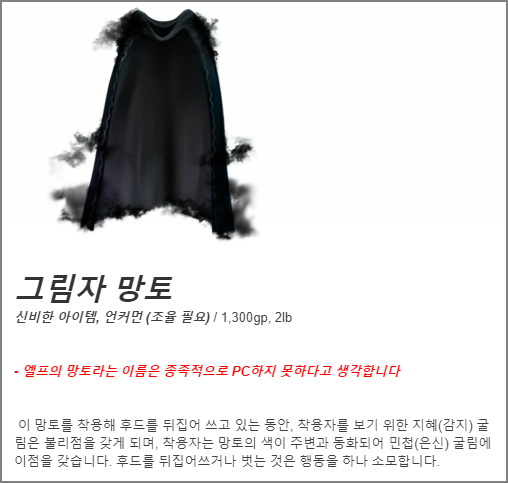 그림자 망토
신비한 아이템, 언커먼 (조율 필요) / 1,300gp, 2lb
- 엘프의 망토라는 이름은 종족적으로 PC하지 못하다고 생각합니다
이 망토를 착용해 후드를 뒤집어 쓰고 있는 동안, 착용자를 보기 위한 지혜(감지) 굴
림은 불리점을 갖게 되며, 착용자는 망토의 색이 주변과 동화되어 민첩(은신) 굴림에
이점을 갖습니다. 후드를 뒤집어쓰거나 벗는 것은 행동을 하나 소모합니다.